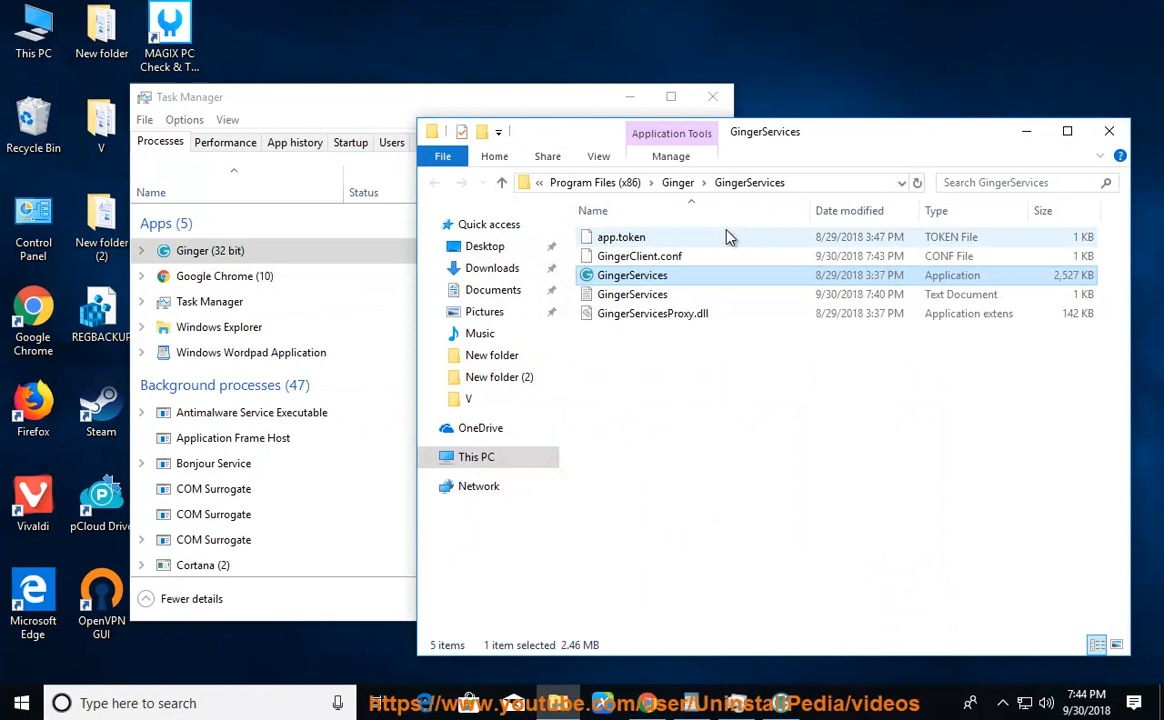 This PC
New folder
MAGIX PC
Check & T...
Recycle Bin
V
Control
Panel
New folder
(2)
Google
Chrome
REGBACKUP
Firefox
Steam
Vivaldi
pCloud Drive
Microsoft
Edge
OpenVPN
GUI
Task Manager
File Options View
Processes Performance App history Startup Users
Name Status
Apps (5)
Ginger (32 bit)
Google Chrome (10)
Task Manager
Windows Explorer
Windows Wordpad Application
Background processes (47)
Antimalware Service Executable
Application Frame Host
Bonjour Service
COM Surrogate
COM Surrogate
COM Surrogate
Cortana (2)
Fewer details
Application Tools GingerServices
File Home Share View Manage
« Program Files (x86) > Ginger > GingerServices
Search GingerServices
Quick access
Desktop
Downloads
Documents
Pictures
Music
New folder
New folder (2)
V
OneDrive
This PC
Network
Name Date modified Type Size
app.token 8/29/2018 3:47 PM TOKEN File 1 KB
GingerClient.conf 9/30/2018 7:43 PM CONF File 1 KB
GingerServices 8/29/2018 3:37 PM Application 2,527 KB
GingerServices 9/30/2018 7:40 PM Text Document 1 KB
GingerServicesProxy.dll 8/29/2018 3:37 PM Application extens 142 KB
5 items 1 item selected 2.46 MB
Type here to search
Https://www.youtube.com/user/UninstallPedia/videos
7:44 PM
9/30/2018